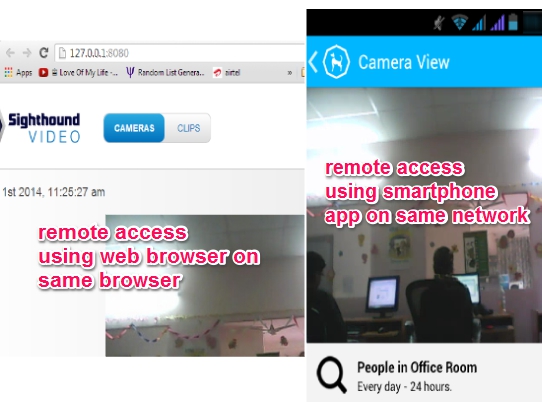 127.0.0.1:8080
Apps
Love Of My Life -...
Random List Genera..
airtel
»
Sighthound
VIDEO
CAMERAS
CLIPS
1st 2014, 11:25:27 am
remote access
using web browser on
same browser
Camera View
remote access
using smartphone
app on same network
People in Office Room
Every day - 24 hours.